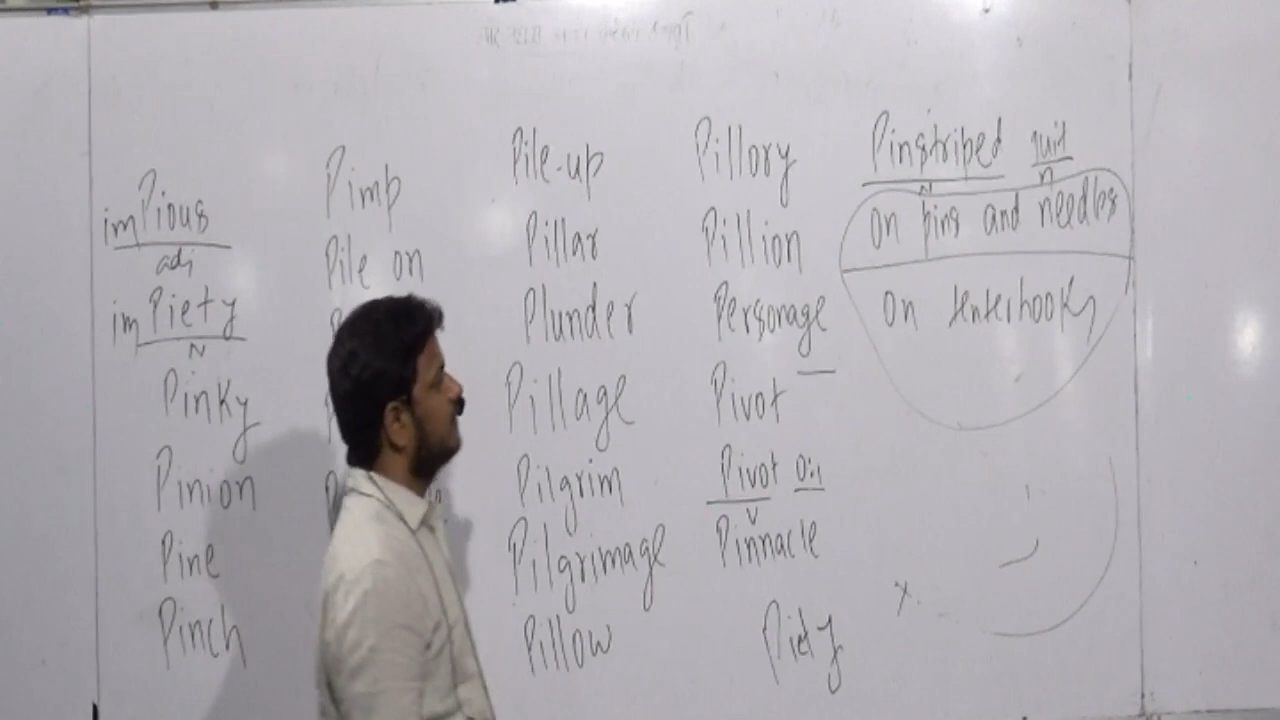 imPious
adj
imPiety
N
Pinky
Pinion
Pine
Pinch
Pimp
Pile on
Pile-up
Pillar
Plunder
Pillage
Pilgrim
Pilgrimage
Pillow
Pillory
Pillion
Personage
Pivot
Pivot on
V
Pinnacle
Piety
Pinstriped suit
n
on pins and needles
on tenterhooks
x